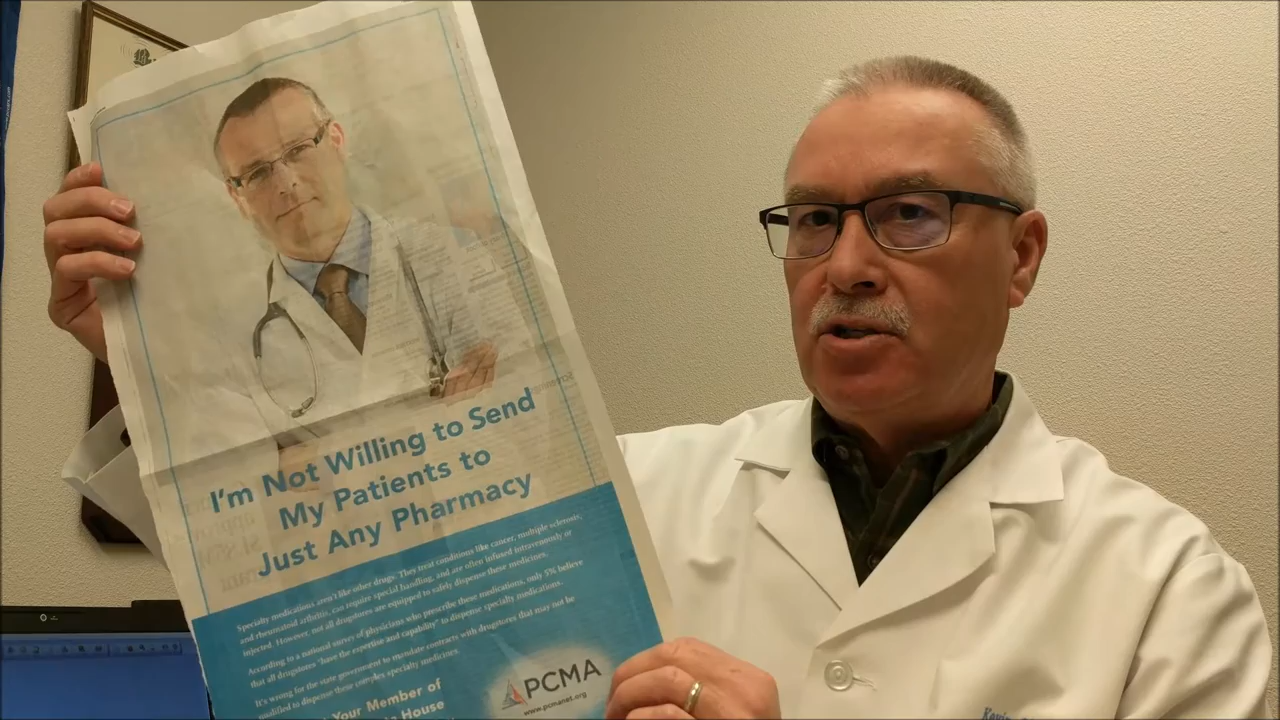 I'm Not Willing to Send
My Patients to
Just Any Pharmacy
Specialty medications aren't like other drugs. They treat conditions like cancer, multiple sclerosis,
and rheumatoid arthritis, can require special handling, and are often infused intravenously or
injected. However, not all drugstores are equipped to safely dispense these medicines.
According to a national survey of physicians who prescribe these medications, only 5% believe
that all drugstores "have the expertise and capability" to dispense specialty medications.
It's wrong for the state government to mandate contracts with drugstores that may not be
qualified to dispense these complex specialty medicines.
Your Member of
House
PCMA
www.pcmanet.org